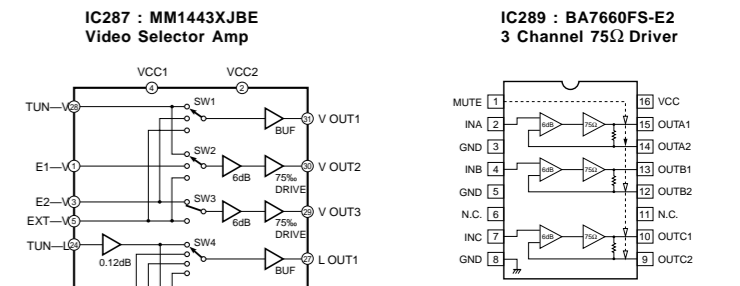 IC287 : MM1443XJBE
Video Selector Amp
VCC1
VCC2
4
2
TUN—V 28
SW1
BUF
31 V OUT1
E1—V 1
SW2
6dB
75‰
DRIVE
30 V OUT2
E2—V 3
SW3
6dB
75‰
DRIVE
29 V OUT3
EXT—V 5
TUN—L 24
0.12dB
SW4
BUF
27 L OUT1
IC289 : BA7660FS-E2
3 Channel 75Ω Driver
MUTE 1
16 VCC
INA 2
6dB
75Ω
15 OUTA1
GND 3
14 OUTA2
INB 4
6dB
75Ω
13 OUTB1
GND 5
12 OUTB2
N.C. 6
11 N.C.
INC 7
6dB
75Ω
10 OUTC1
GND 8
9 OUTC2